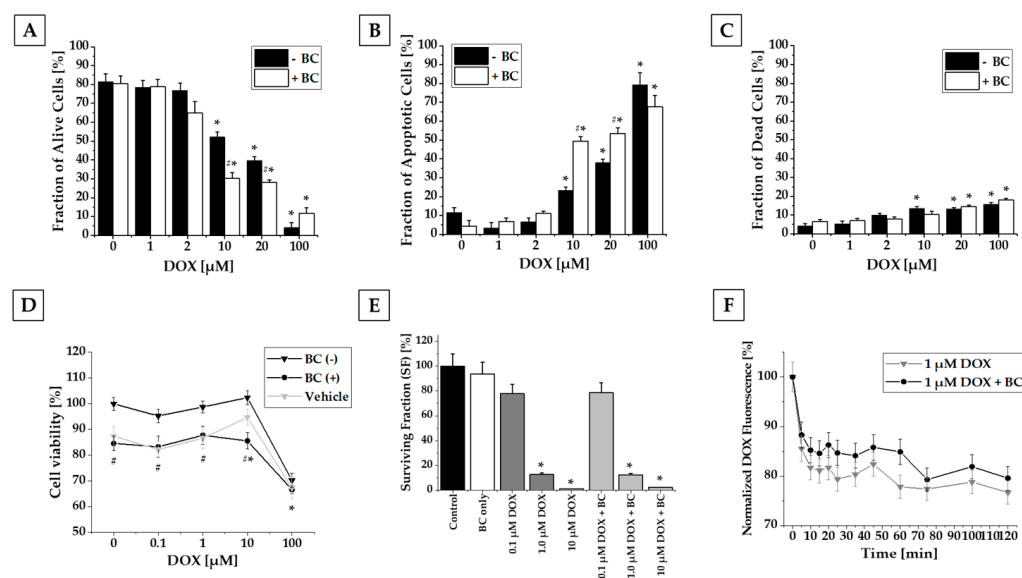 A
Fraction of Alive Cells [%]
100
90
80
70
60
50
40
30
20
10
0
- BC
+ BC
*
#*
*
#*
*
*
0 1 2 10 20 100
DOX [µM]
B
Fraction of Apoptotic Cells [%]
100
90
80
70
60
50
40
30
20
10
0
- BC
+ BC
*
#*
*
#*
*
*
0 1 2 10 20 100
DOX [µM]
C
Fraction of Dead Cells [%]
100
90
80
70
60
50
40
30
20
10
0
- BC
+ BC
*
*
*
*
*
0 1 2 10 20 100
DOX [µM]
D
Cell viability [%]
120
110
100
90
80
70
60
BC (-)
BC (+)
Vehicle
#
#
#
#*
*
0 0.1 1 10 100
DOX [µM]
E
Surviving Fraction (SF) [%]
120
100
80
60
40
20
0
*
*
*
*
Control
BC only
0.1 µM DOX
1.0 µM DOX
10 µM DOX
0.1 µM DOX + BC
1.0 µM DOX + BC
10 µM DOX + BC
F
Normalized DOX Fluorescence [%]
100
90
80
70
1 µM DOX
1 µM DOX + BC
0 10 20 30 40 50 60 70 80 90 100 110 120
Time [min]